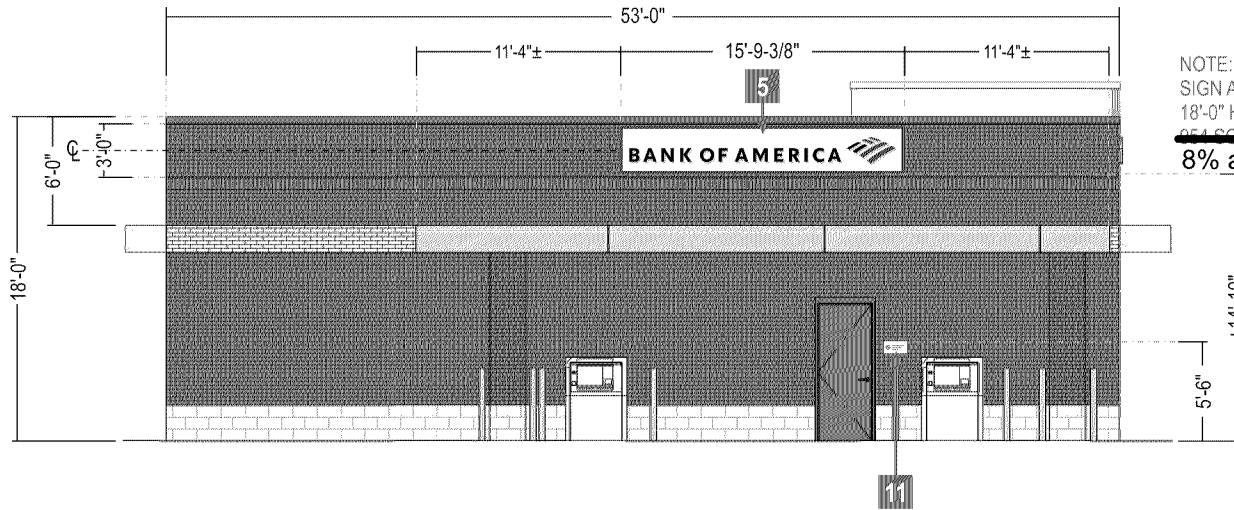 53'-0"
11'-4"±
15'-9-3/8"
11'-4"±
NOTE:
SIGN A
18'-0" H
8% a
5
BANK OF AMERICA
℄
3'-0"
6'-0"
18'-0"
5'-6"
11